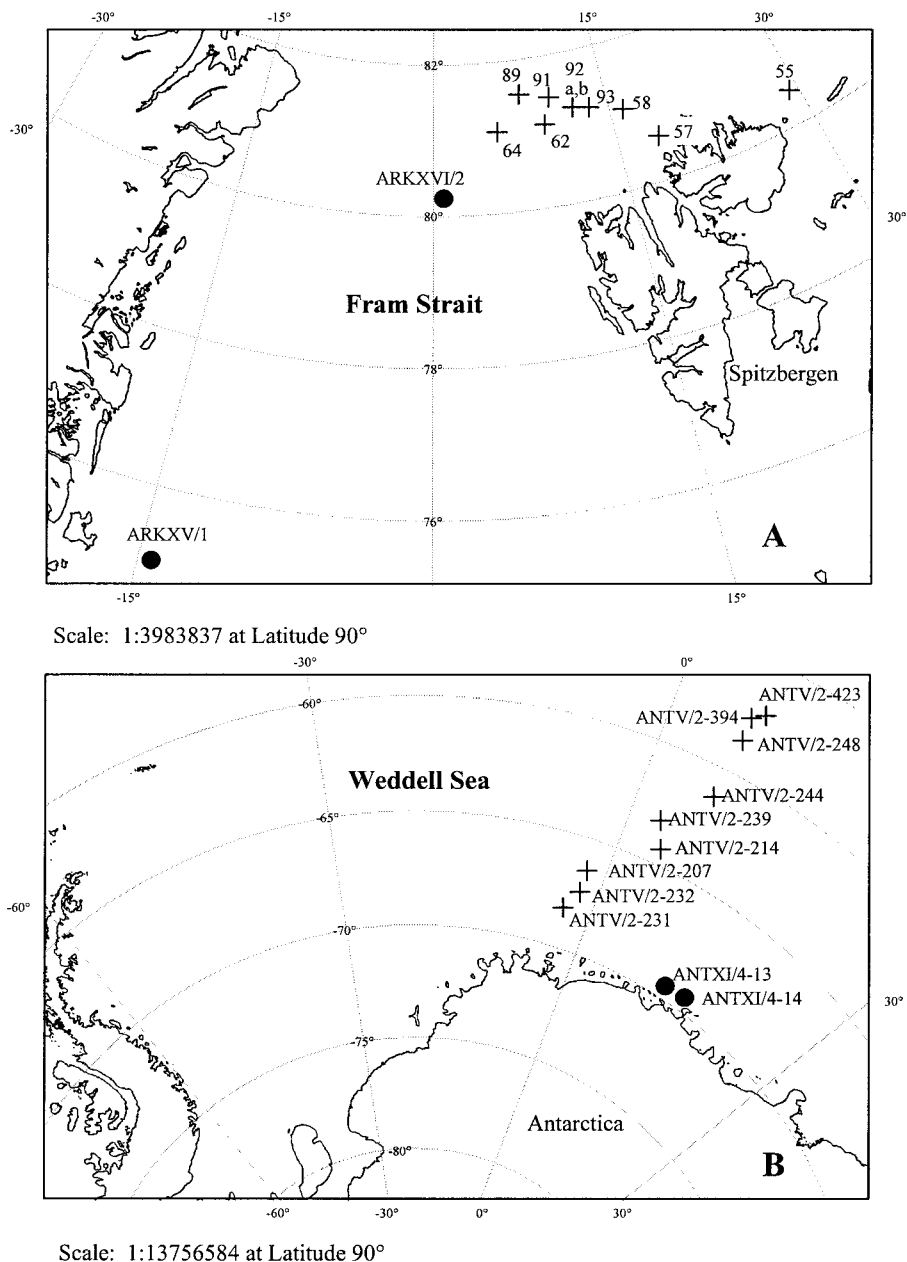 -30° -15° 15° 30°
82°
55
92
89 91 a,b 93 58
-30°
64 62 57
ARKXVI/2
80° 30°
Fram Strait
78°
Spitzbergen
76°
ARKXV/1
A
-15° 15°
Scale: 1:3983837 at Latitude 90°
-30° 0°
-60°
ANTV/2-423
ANTV/2-394
ANTV/2-248
Weddell Sea
ANTV/2-244
-65° ANTV/2-239
ANTV/2-214
ANTV/2-207
ANTV/2-232
-60° ANTV/2-231
-70°
ANTXI/4-13
ANTXI/4-14 30°
-75°
Antarctica
-80°
B
-60° -30° 0° 30°
Scale: 1:13756584 at Latitude 90°